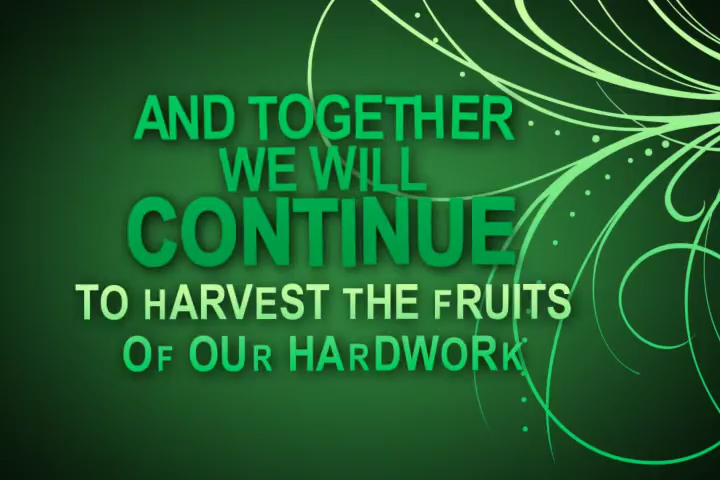 AND TOGETHER
WE WILL
CONTINUE
TO HARVEST THE FRUITS
OF OUR HARDWORK